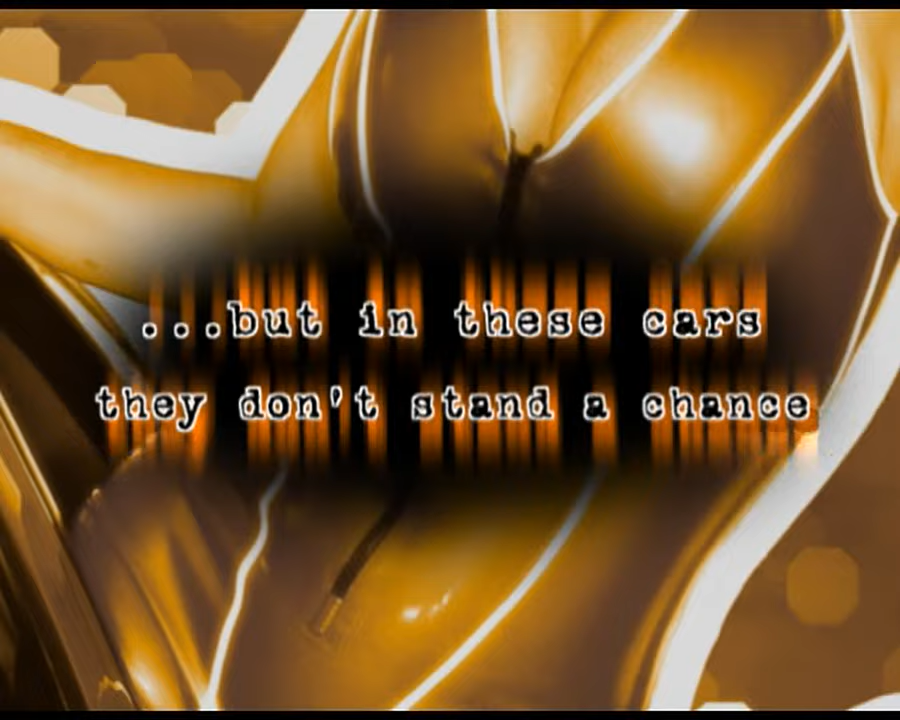 ...but in these cars
they don't stand a chance